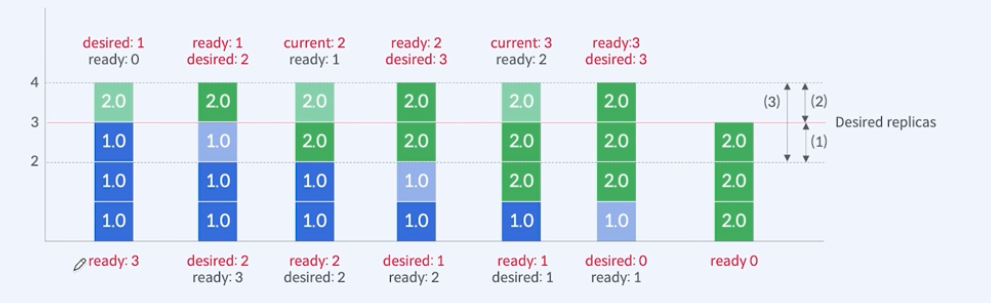 desired: 1
ready: 0
ready: 1
desired: 2
current: 2
ready: 1
ready: 2
desired: 3
current: 3
ready: 2
ready:3
desired: 3
4
2.0 2.0 2.0 2.0 2.0 2.0
(3) (2)
3
Desired replicas
1.0 1.0 2.0 2.0 2.0 2.0 2.0
(1)
2
1.0 1.0 1.0 1.0 2.0 2.0 2.0
1.0 1.0 1.0 1.0 1.0 1.0 2.0
ready: 3
desired: 2
ready: 3
ready: 2
desired: 2
desired: 1
ready: 2
ready: 1
desired: 1
desired: 0
ready: 1
ready 0